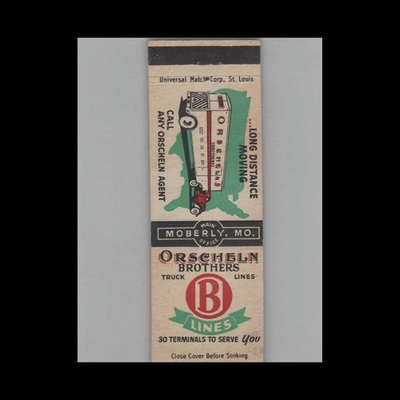 Universal Match Corp., St. Louis
...LONG DISTANCE
MOVING
ORSCHELN
BROTHERS
CALL
ANY ORSCHELN AGENT
MAIN
MOBERLY, MO.
OFFICE
ORSCHELN
BROTHERS
TRUCK LINES
B
LINES
30 TERMINALS TO SERVE You
Close Cover Before Striking